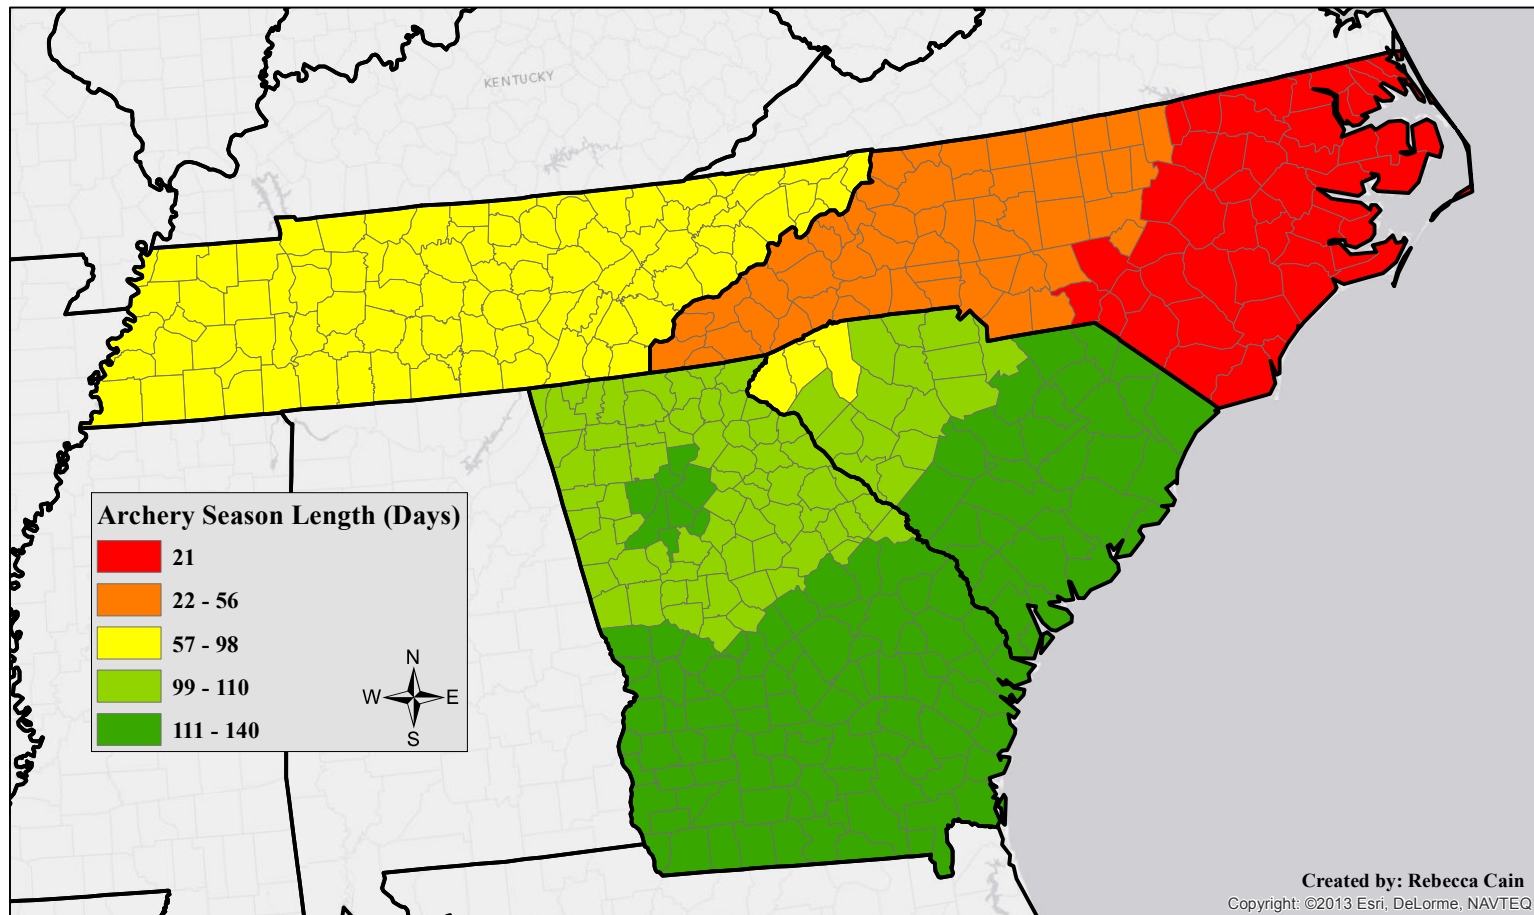 KENTUCKY
Archery Season Length (Days)
21
22 - 56
57 - 98
99 - 110
111 - 140
N
W E
S
Created by: Rebecca Cain
Copyright: ©2013 Esri, DeLorme, NAVTEQ